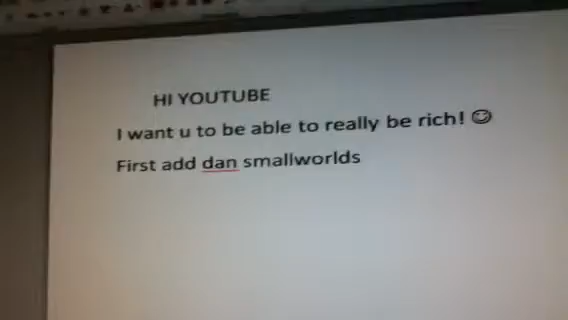 HI YOUTUBE
I want u to be able to really be rich! ☺
First add dan smallworlds